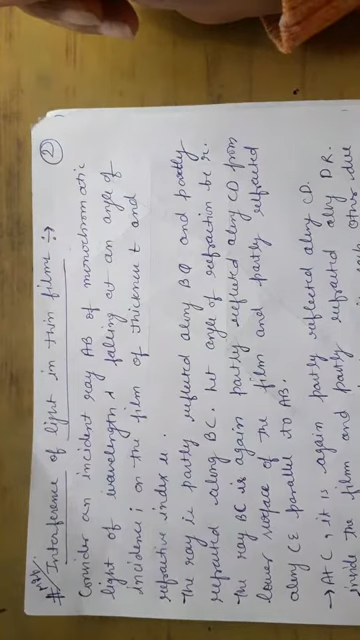 ②
# Interference of light in thin films :→
Consider an incident ray AB of monochromatic
light of wavelength λ falling at an angle of
incidence i on the film of thickness t and
refractive index μ.
The ray is partly reflected along BQ and partly
refracted along BC. Let angle of refraction be r.
The ray BC is again partly reflected along CD from
lower surface of the film and partly refracted
along CE parallel to AB.
→ At C, it is again partly reflected along CD.
inside the film and partly refracted along DR.
each other due